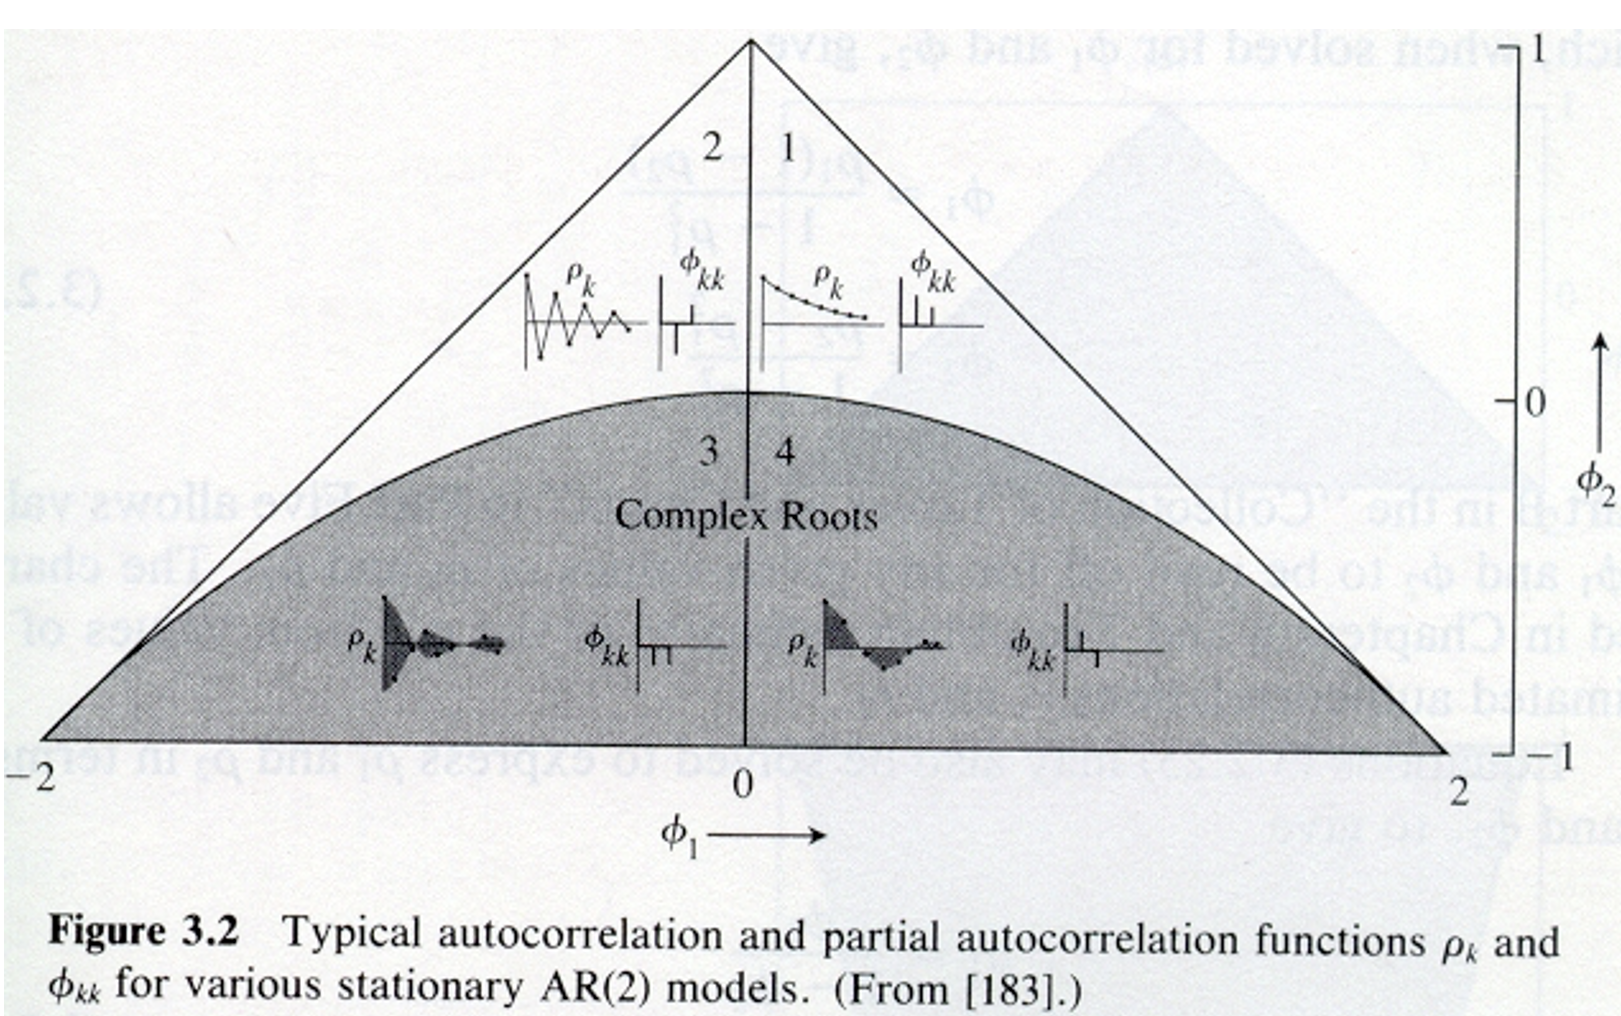 1
2 1
ρk ϕkk ρk ϕkk
0
3 4
Complex Roots
ϕ2
ρk ϕkk ρk ϕkk
−2 0 2 −1
ϕ1
Figure 3.2 Typical autocorrelation and partial autocorrelation functions ρk and
ϕkk for various stationary AR(2) models. (From [183].)